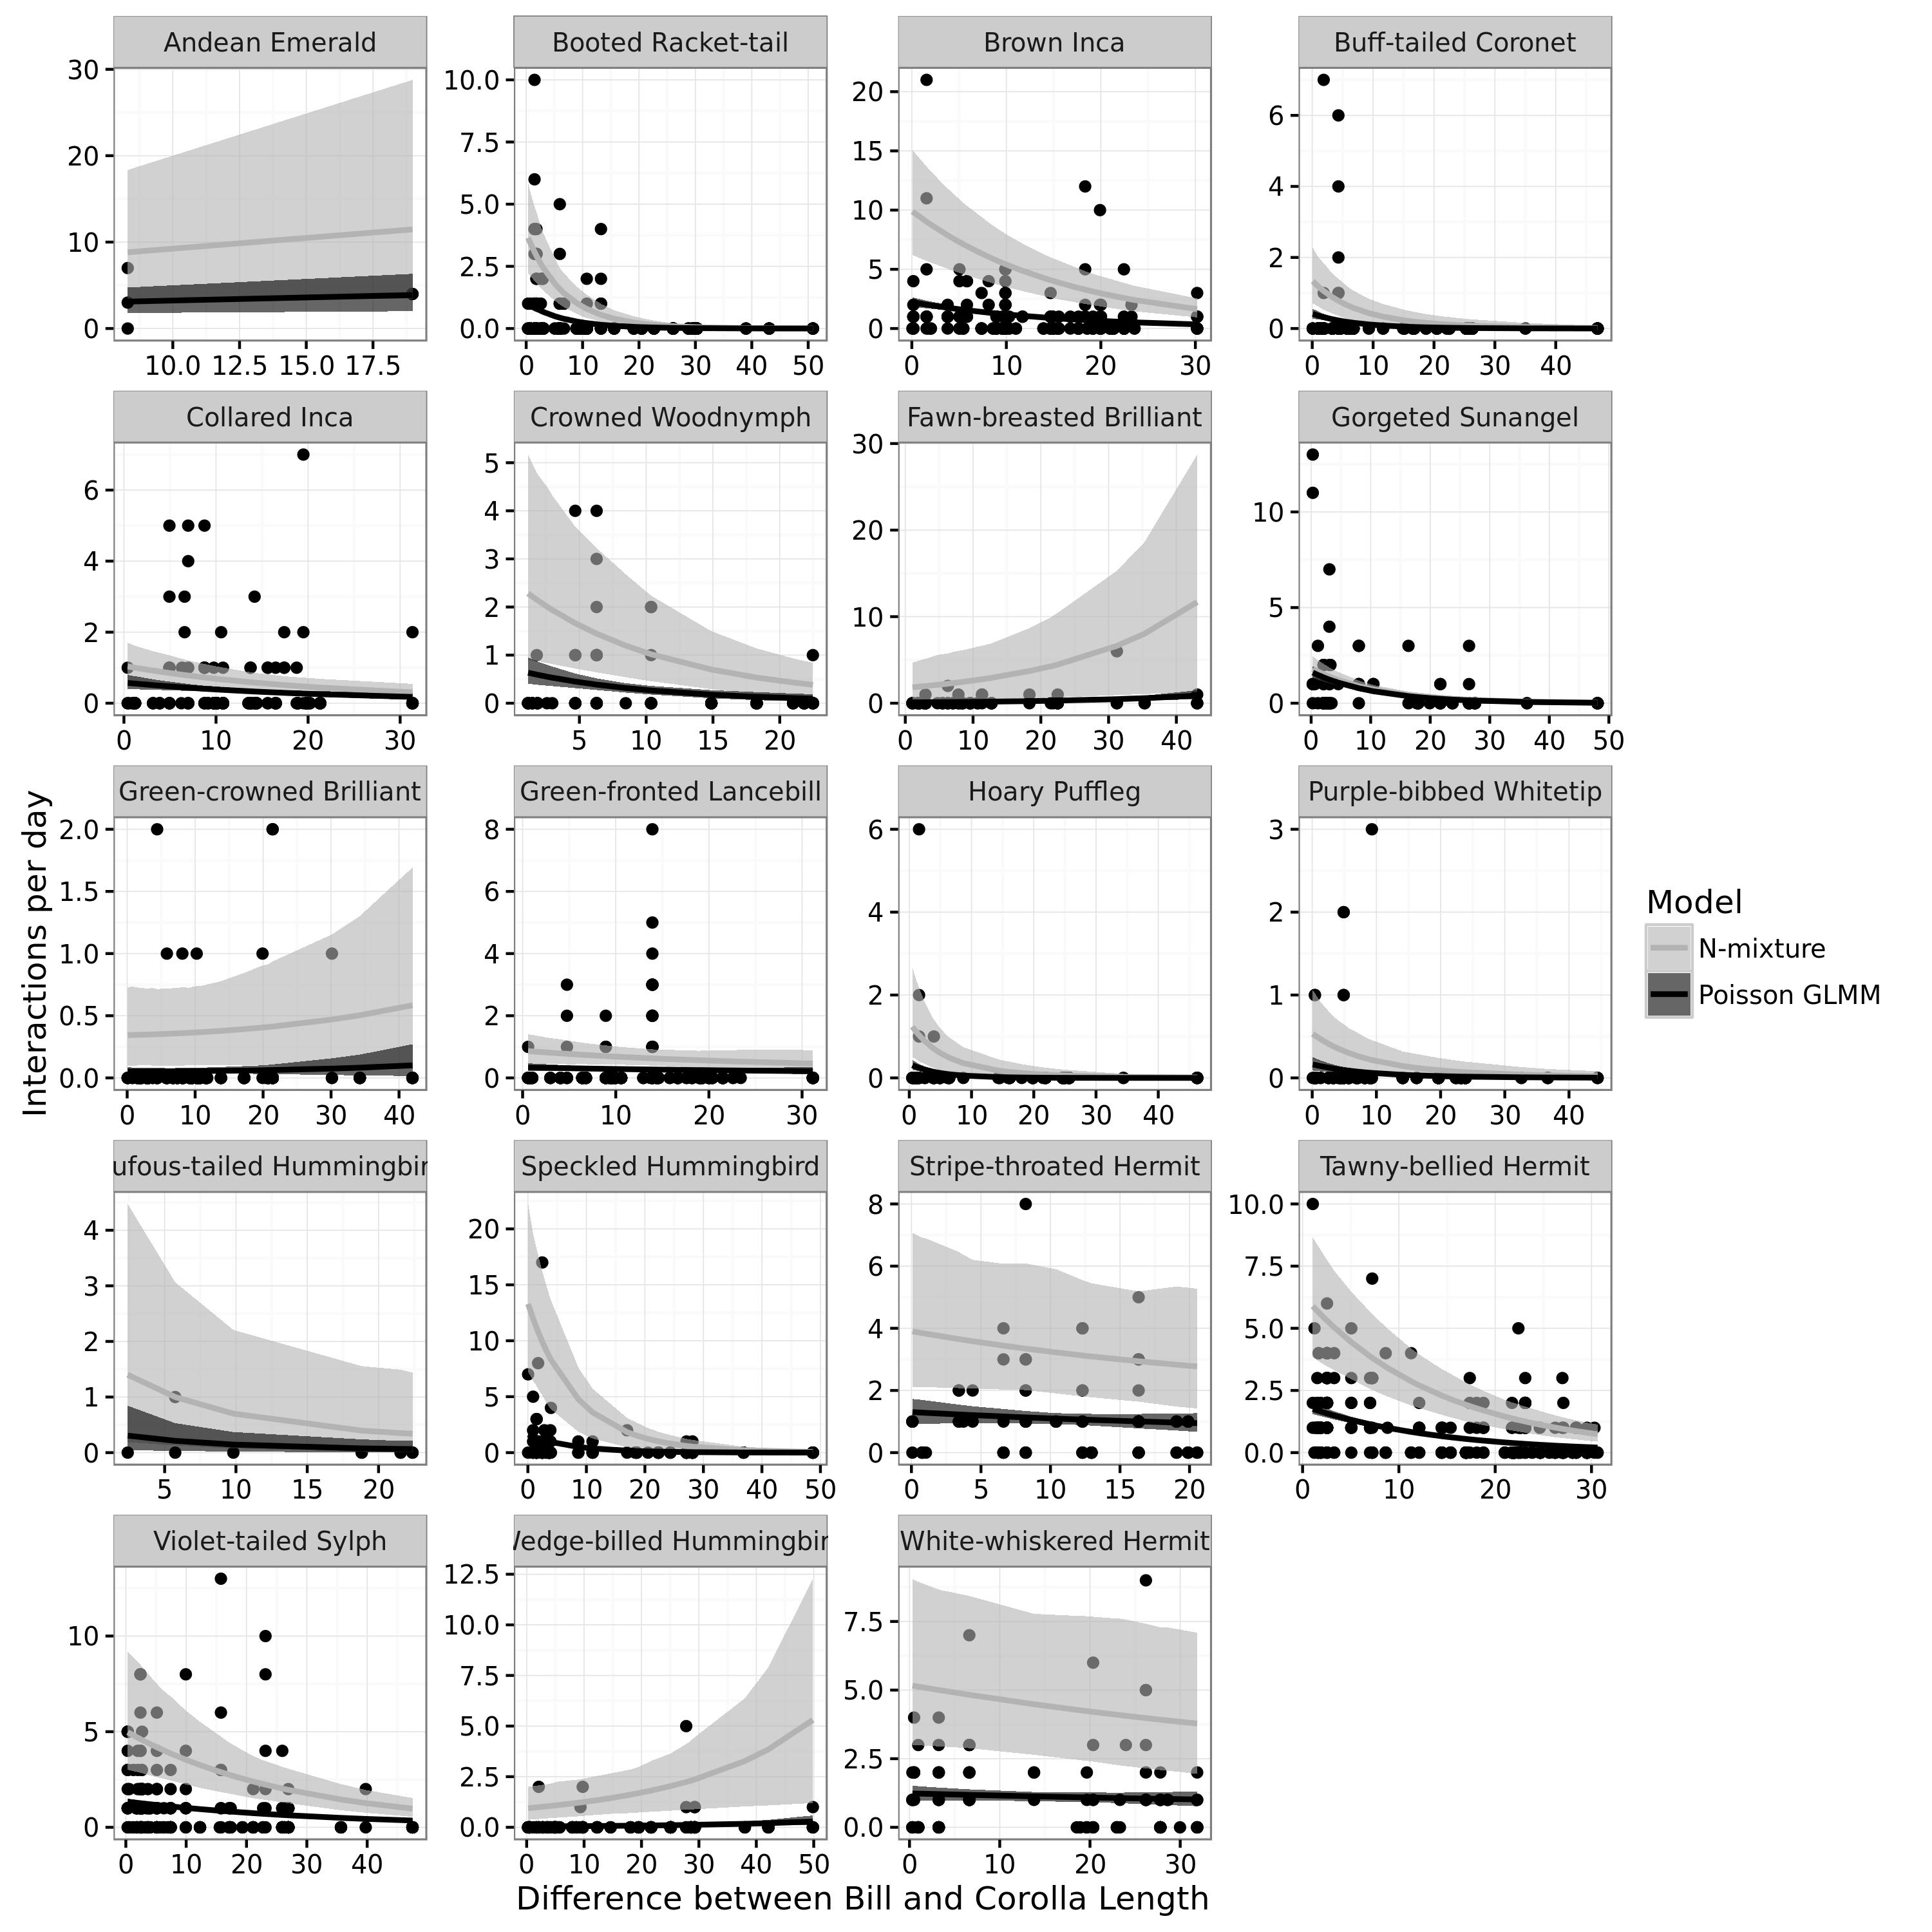 Andean Emerald
Booted Racket-tail
Brown Inca
Buff-tailed Coronet
30
20
10
0
10.0 12.5 15.0 17.5
10.0
7.5
5.0
2.5
0.0
0 10 20 30 40 50
20
15
10
5
0
0 10 20 30
6
4
2
0
0 10 20 30 40
Collared Inca
Crowned Woodnymph
Fawn-breasted Brilliant
Gorgeted Sunangel
6
4
2
0
0 10 20 30
5
4
3
2
1
0
5 10 15 20
30
20
10
0
0 10 20 30 40
10
5
0
0 10 20 30 40 50
Green-crowned Brilliant
Green-fronted Lancebill
Hoary Puffleg
Purple-bibbed Whitetip
2.0
1.5
1.0
0.5
0.0
0 10 20 30 40
8
6
4
2
0
0 10 20 30
6
4
2
0
0 10 20 30 40
3
2
1
0
0 10 20 30 40
ufous-tailed Hummingbir
Speckled Hummingbird
Stripe-throated Hermit
Tawny-bellied Hermit
4
3
2
1
0
5 10 15 20
20
15
10
5
0
0 10 20 30 40 50
8
6
4
2
0
0 5 10 15 20
10.0
7.5
5.0
2.5
0.0
0 10 20 30
Violet-tailed Sylph
Wedge-billed Hummingbir
White-whiskered Hermit
10
5
0
0 10 20 30 40
12.5
10.0
7.5
5.0
2.5
0.0
0 10 20 30 40 50
7.5
5.0
2.5
0.0
0 10 20 30
Interactions per day
Difference between Bill and Corolla Length
Model
N-mixture
Poisson GLMM